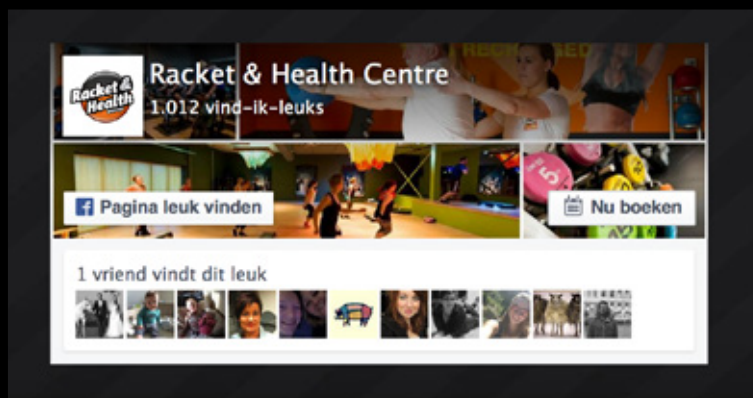 RECHARGED
Racket & Health
Racket & Health Centre
1.012 vind-ik-leuks
Pagina leuk vinden
Nu boeken
1 vriend vindt dit leuk